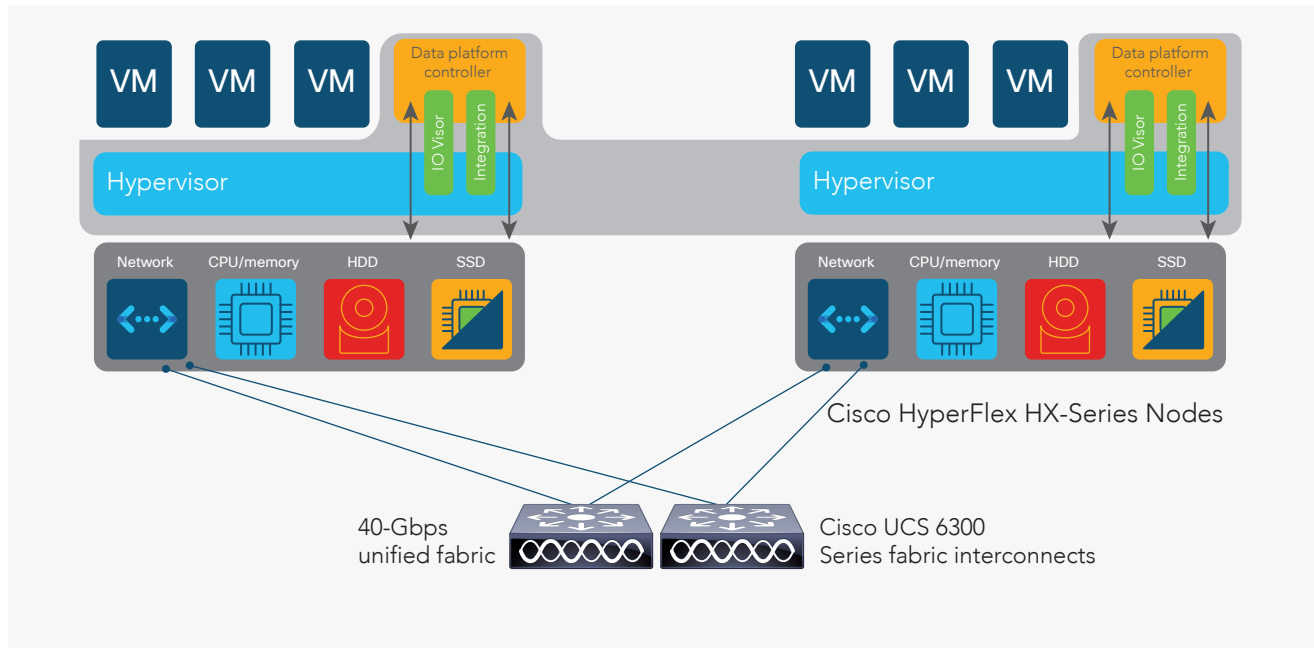 VM
VM
VM
Data platform
controller
IO Visor
Integration
Hypervisor
VM
VM
VM
Data platform
controller
IO Visor
Integration
Hypervisor
Network
CPU/memory
HDD
SSD
Network
CPU/memory
HDD
SSD
Cisco HyperFlex HX-Series Nodes
40-Gbps
unified fabric
Cisco UCS 6300
Series fabric interconnects